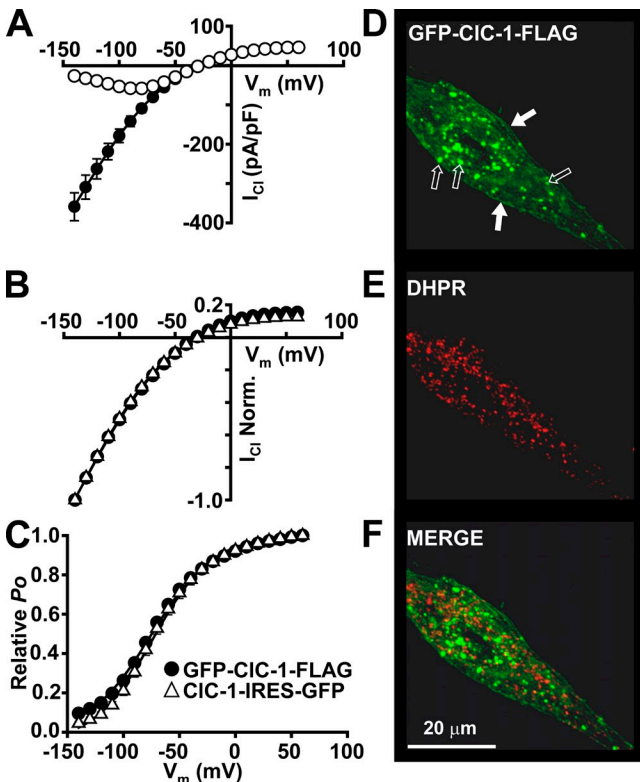 A
100
-150
-100
-50
100
Vm (mV)
-200
-400
ICl (pA/pF)
B
0.2
-150
-100
-50
100
Vm (mV)
ICl Norm.
-1.0
C
1.0
0.8
0.6
0.4
0.2
0.0
Relative Po
GFP-ClC-1-FLAG
ClC-1-IRES-GFP
-150
-100
-50
0
50
100
Vm (mV)
D
GFP-ClC-1-FLAG
E
DHPR
F
MERGE
20 µm